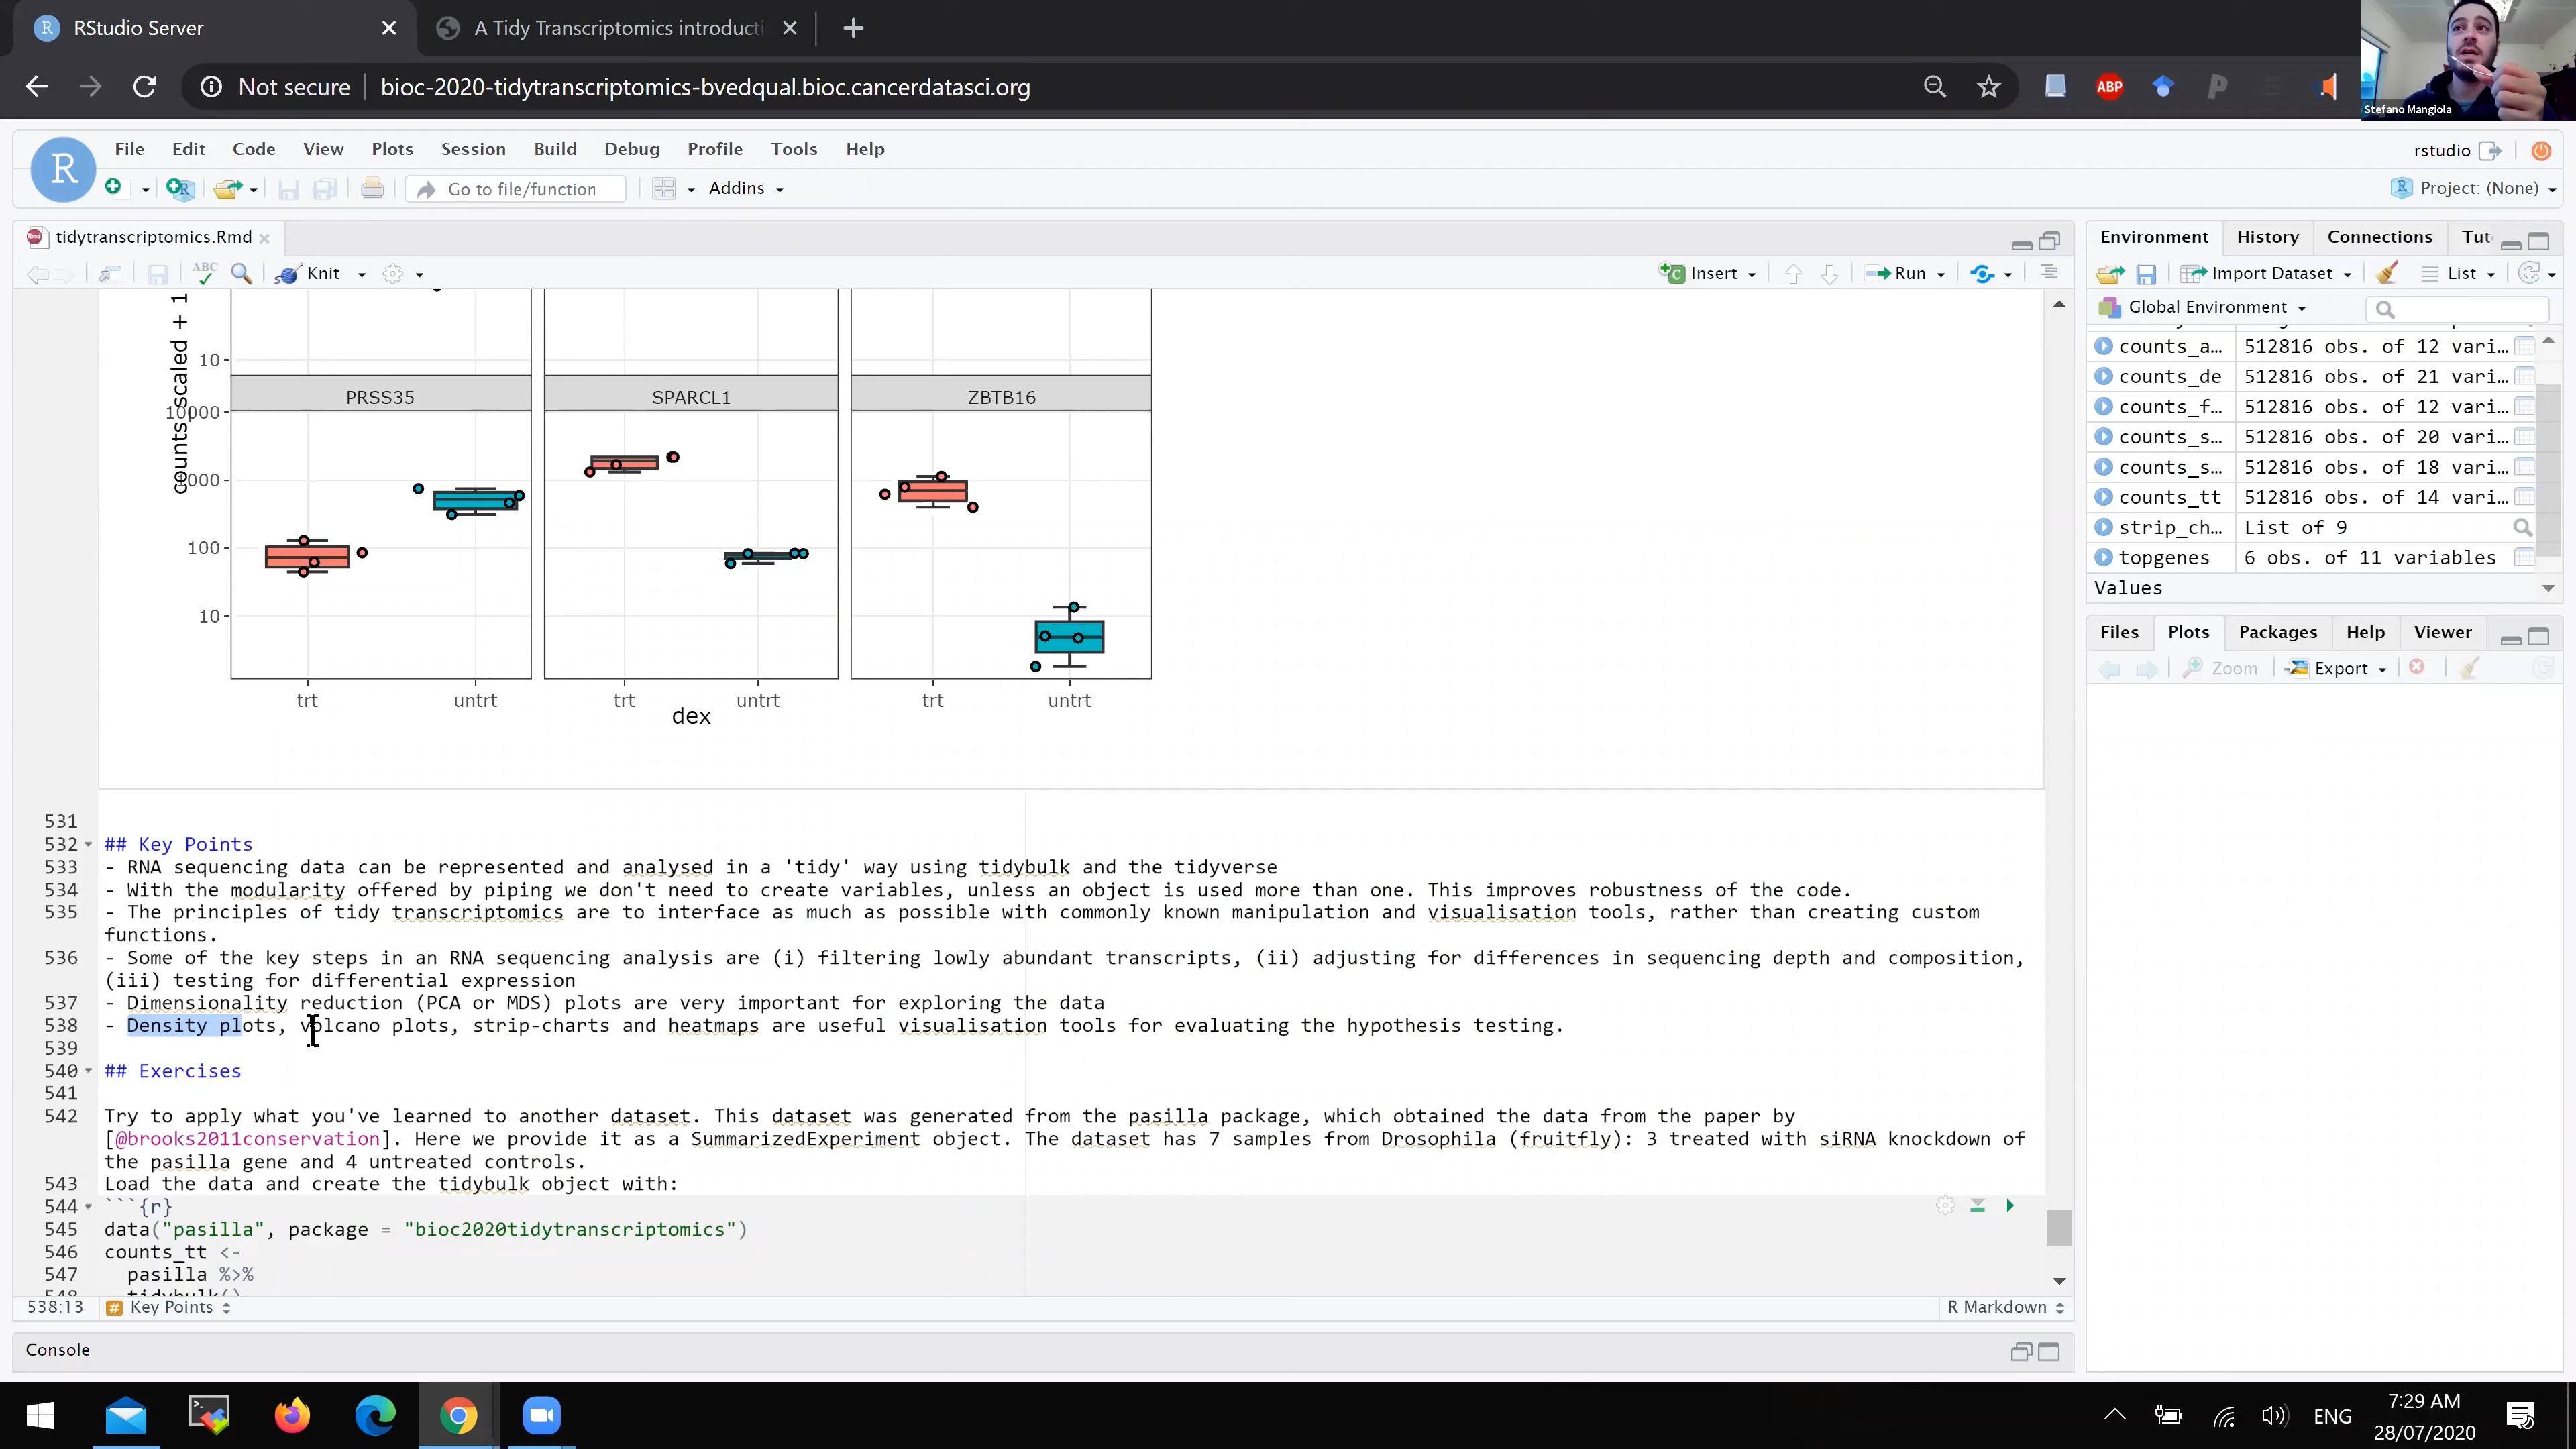 RStudio Server
A Tidy Transcriptomics introducti
Not secure bioc-2020-tidytranscriptomics-bvedqual.bioc.cancerdatasci.org
ABP
Stefano Mangiola
R File Edit Code View Plots Session Build Debug Profile Tools Help rstudio
Go to file/function Addins Project: (None)
tidytranscriptomics.Rmd
ABC Knit Insert Run
counts scaled + 1
10
PRSS35 SPARCL1 ZBTB16
10000
1000
100
10
trt untrt trt untrt trt untrt
dex
531
532 ## Key Points
533 - RNA sequencing data can be represented and analysed in a 'tidy' way using tidybulk and the tidyverse
534 - With the modularity offered by piping we don't need to create variables, unless an object is used more than one. This improves robustness of the code.
535 - The principles of tidy transcriptomics are to interface as much as possible with commonly known manipulation and visualisation tools, rather than creating custom
functions.
536 - Some of the key steps in an RNA sequencing analysis are (i) filtering lowly abundant transcripts, (ii) adjusting for differences in sequencing depth and composition,
(iii) testing for differential expression
537 - Dimensionality reduction (PCA or MDS) plots are very important for exploring the data
538 - Density plots, volcano plots, strip-charts and heatmaps are useful visualisation tools for evaluating the hypothesis testing.
539
540 ## Exercises
541
542 Try to apply what you've learned to another dataset. This dataset was generated from the pasilla package, which obtained the data from the paper by
[@brooks2011conservation]. Here we provide it as a SummarizedExperiment object. The dataset has 7 samples from Drosophila (fruitfly): 3 treated with siRNA knockdown of
the pasilla gene and 4 untreated controls.
543 Load the data and create the tidybulk object with:
544 ```{r}
545 data("pasilla", package = "bioc2020tidytranscriptomics")
546 counts_tt <-
547 pasilla %>%
548 tidybulk()
538:13 # Key Points R Markdown
Console
Environment History Connections Tut
Import Dataset List
Global Environment
counts_a… 512816 obs. of 12 vari…
counts_de 512816 obs. of 21 vari…
counts_f… 512816 obs. of 12 vari…
counts_s… 512816 obs. of 20 vari…
counts_s… 512816 obs. of 18 vari…
counts_tt 512816 obs. of 14 vari…
strip_ch… List of 9
topgenes 6 obs. of 11 variables
Values
Files Plots Packages Help Viewer
Zoom Export
ENG
7:29 AM
28/07/2020